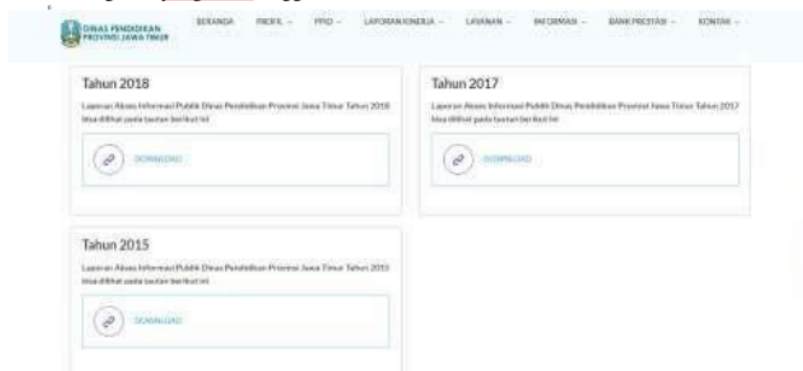 DINAS PENDIDIKAN
PROVINSI JAWA TIMUR
BERANDA PROFIL PPID LAPORAN KINERJA LAYANAN INFORMASI BANK PRESTASI KONTAK
Tahun 2018
Laporan Akses Informasi Publik Dinas Pendidikan Provinsi Jawa Timur Tahun 2018
bisa dilihat pada tautan berikut ini
DOWNLOAD
Tahun 2017
Laporan Akses Informasi Publik Dinas Pendidikan Provinsi Jawa Timur Tahun 2017
bisa dilihat pada tautan berikut ini
DOWNLOAD
Tahun 2015
Laporan Akses Informasi Publik Dinas Pendidikan Provinsi Jawa Timur Tahun 2015
bisa dilihat pada tautan berikut ini
DOWNLOAD